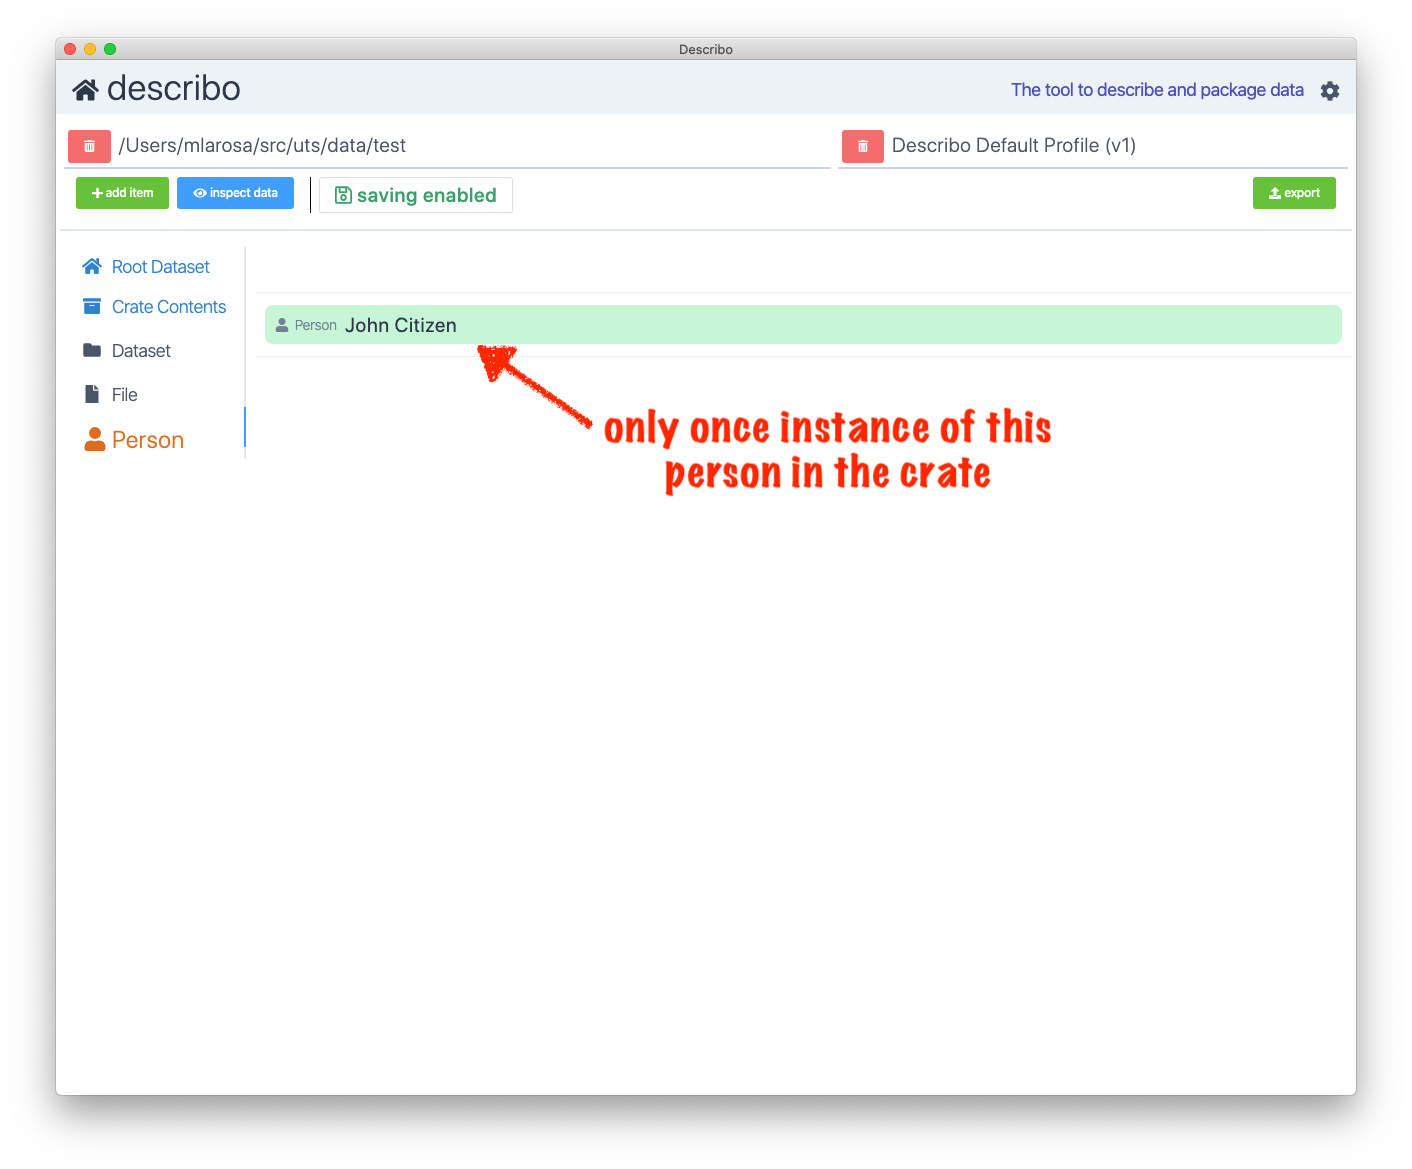 Describo
describo
The tool to describe and package data
/Users/mlarosa/src/uts/data/test
Describo Default Profile (v1)
add item
inspect data
saving enabled
export
Root Dataset
Crate Contents
Dataset
File
Person
Person John Citizen
only once instance of this
person in the crate